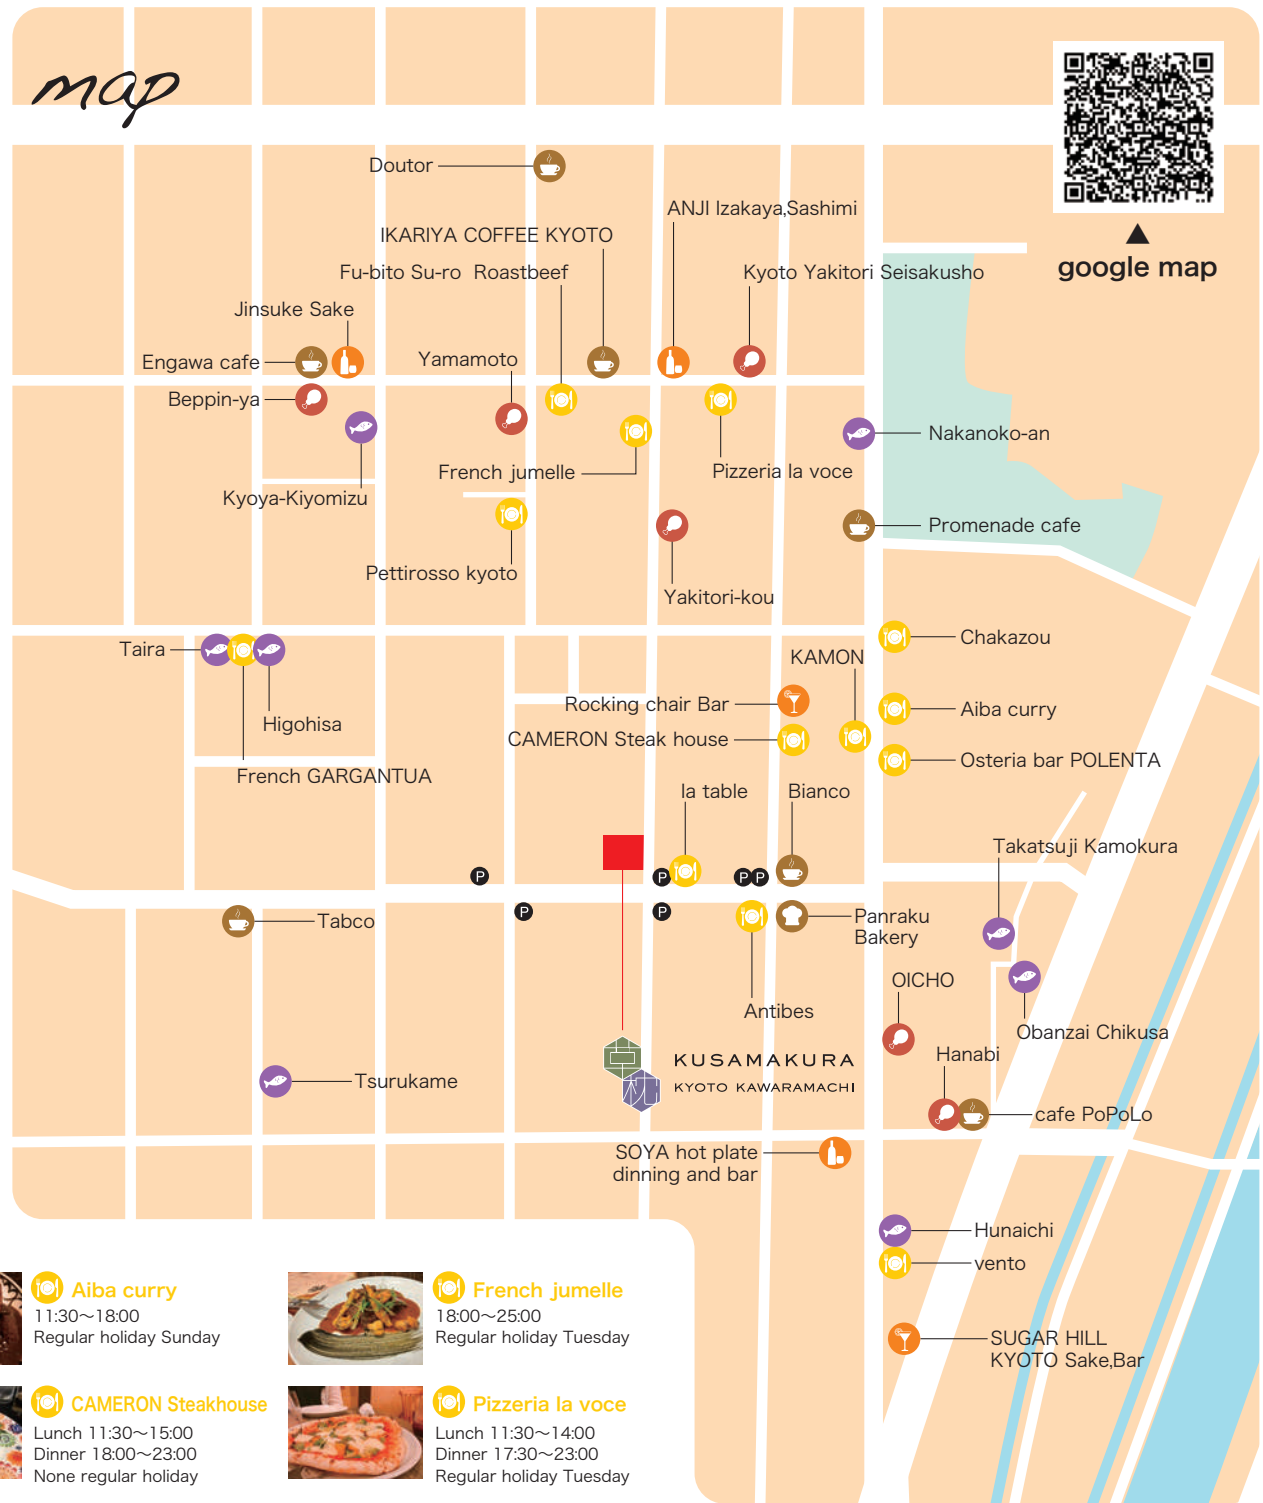 map
google map
Doutor
ANJI Izakaya,Sashimi
IKARIYA COFFEE KYOTO
Fu-bito Su-ro Roastbeef
Kyoto Yakitori Seisakusho
Jinsuke Sake
Engawa cafe
Yamamoto
Beppin-ya
Nakanoko-an
French jumelle
Pizzeria la voce
Kyoya-Kiyomizu
Promenade cafe
Pettirosso kyoto
Yakitori-kou
Taira
Chakazou
KAMON
Rocking chair Bar
Aiba curry
Higohisa
CAMERON Steak house
Osteria bar POLENTA
French GARGANTUA
la table
Bianco
Takatsuji Kamokura
P
P
P P
P
P
Tabco
Panraku
Bakery
OICHO
Antibes
Obanzai Chikusa
Hanabi
草
枕
KUSAMAKURA
KYOTO KAWARAMACHI
Tsurukame
cafe PoPoLo
SOYA hot plate
dinning and bar
Hunaichi
vento
SUGAR HILL
KYOTO Sake,Bar
Aiba curry
11:30～18:00
Regular holiday Sunday
French jumelle
18:00～25:00
Regular holiday Tuesday
CAMERON Steakhouse
Lunch 11:30～15:00
Dinner 18:00～23:00
None regular holiday
Pizzeria la voce
Lunch 11:30～14:00
Dinner 17:30～23:00
Regular holiday Tuesday